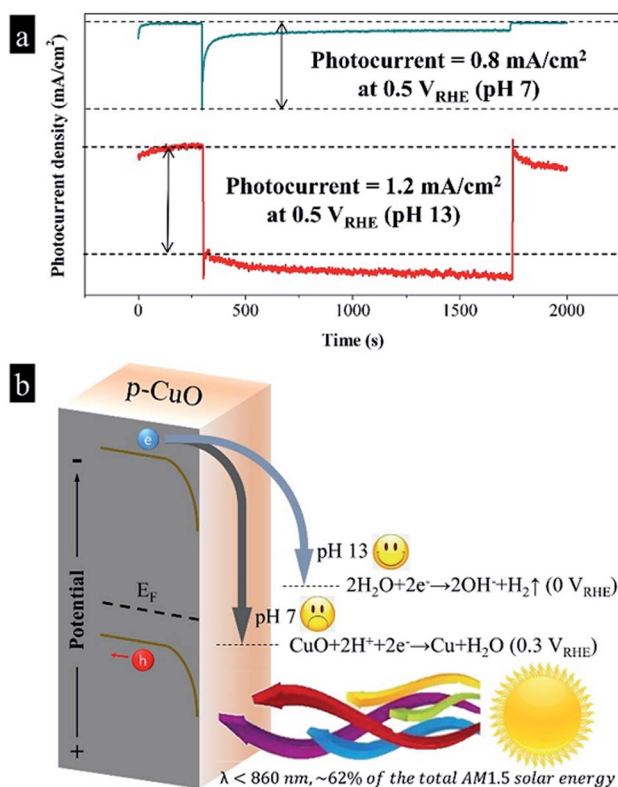 a
Photocurrent density (mA/cm²)
Photocurrent = 0.8 mA/cm²
at 0.5 V_RHE (pH 7)
Photocurrent = 1.2 mA/cm²
at 0.5 V_RHE (pH 13)
0 500 1000 1500 2000
Time (s)
b
p-CuO
e
-
Potential
+
E_F
h
pH 13
2H₂O+2e⁻→2OH⁻+H₂↑ (0 V_RHE)
pH 7
CuO+2H⁺+2e⁻→Cu+H₂O (0.3 V_RHE)
λ < 860 nm, ~62% of the total AM1.5 solar energy